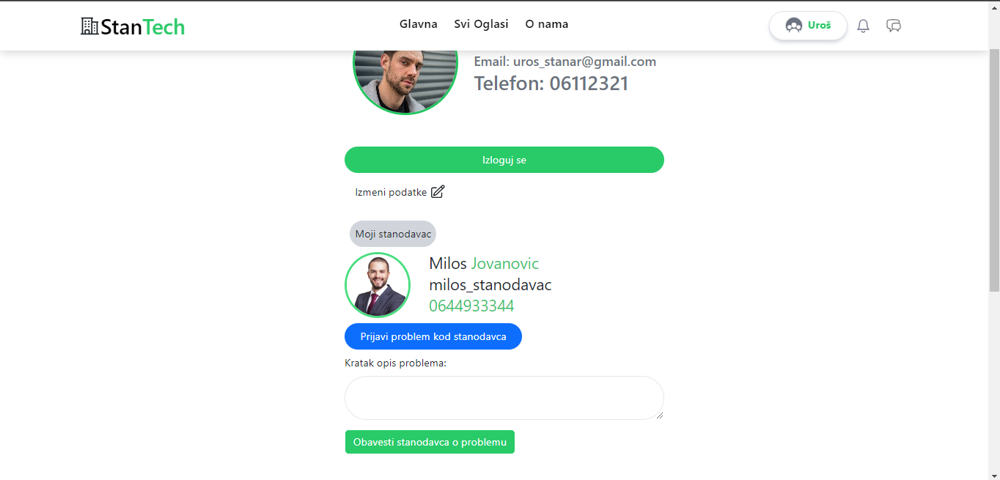 StanTech
Glavna Svi Oglasi O nama
Uroš
Email: uros_stanar@gmail.com
Telefon: 06112321
Izloguj se
Izmeni podatke
Moji stanodavac
Milos Jovanovic
milos_stanodavac
0644933344
Prijavi problem kod stanodavca
Kratak opis problema:
Obavesti stanodavca o problemu